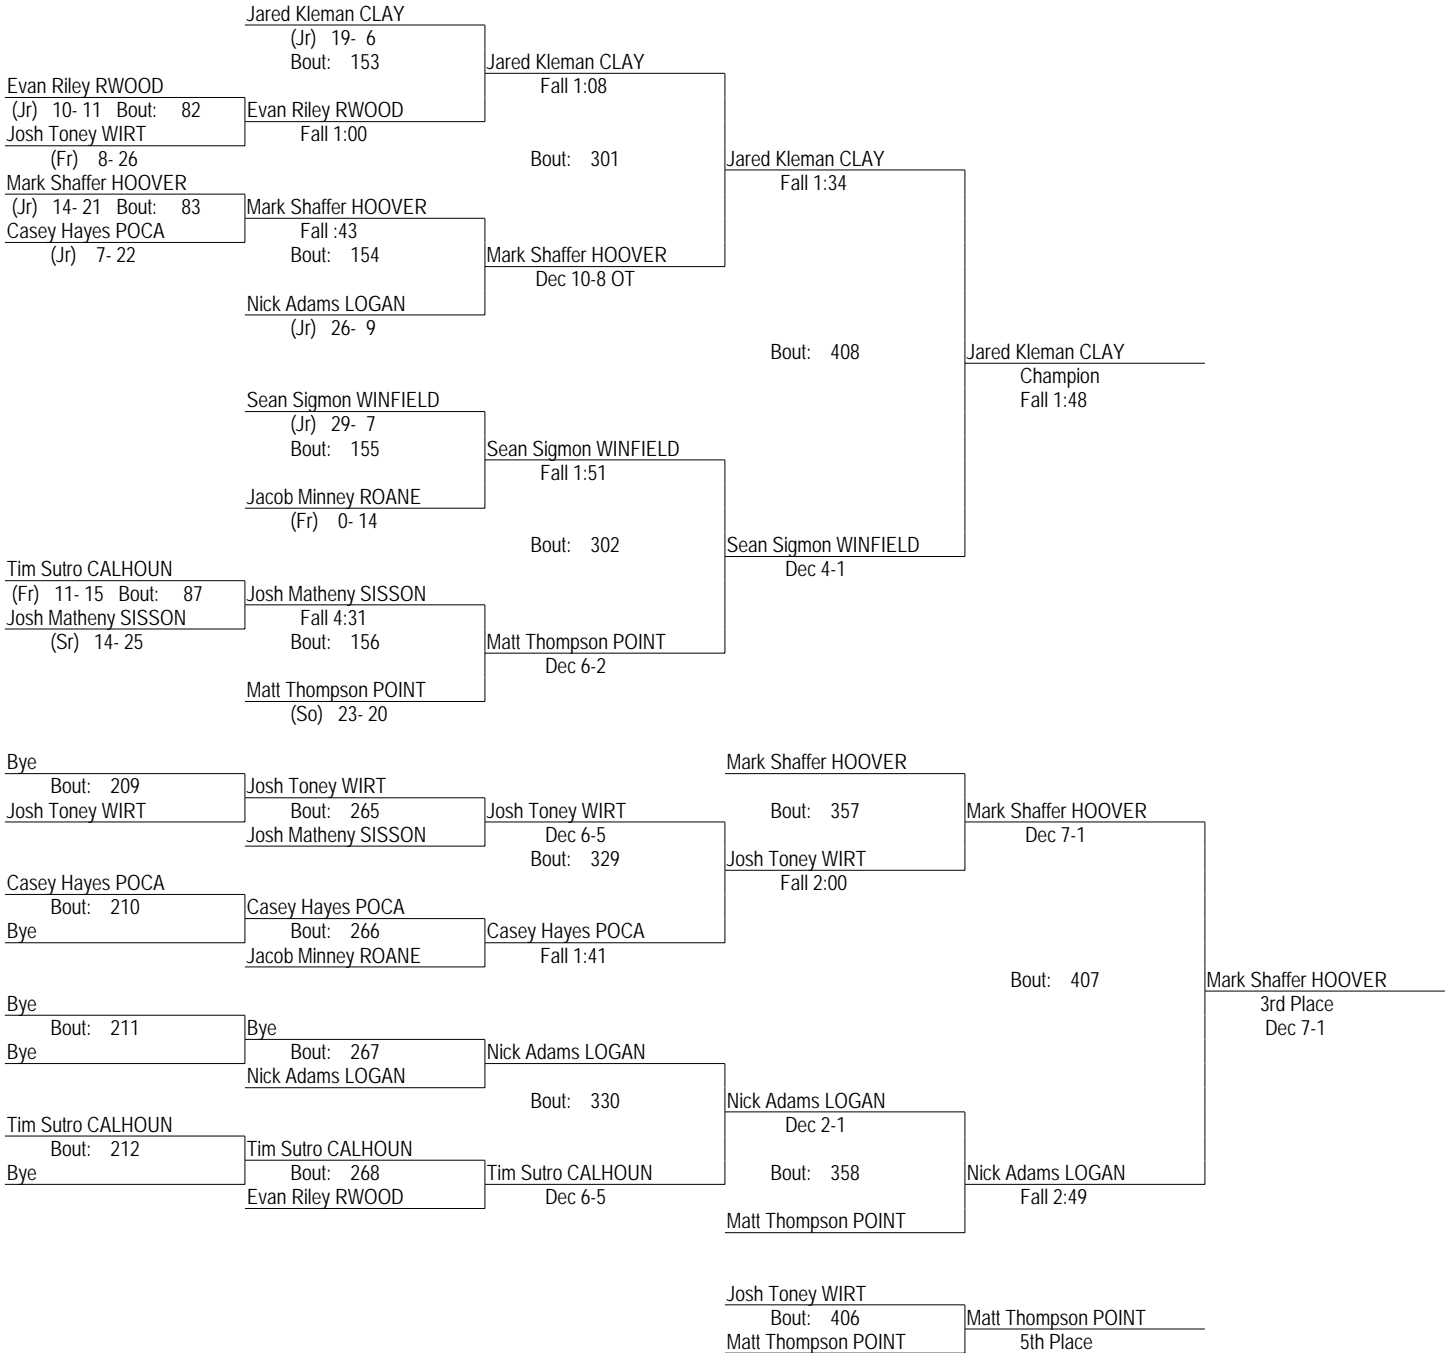 Jared Kleman CLAY
(Jr) 19- 6
Bout: 153
Jared Kleman CLAY
Fall 1:08
Evan Riley RWOOD
(Jr) 10- 11 Bout: 82
Evan Riley RWOOD
Josh Toney WIRT
Fall 1:00
(Fr) 8- 26
Bout: 301
Jared Kleman CLAY
Fall 1:34
Mark Shaffer HOOVER
(Jr) 14- 21 Bout: 83
Mark Shaffer HOOVER
Casey Hayes POCA
Fall :43
(Jr) 7- 22
Bout: 154
Mark Shaffer HOOVER
Dec 10-8 OT
Nick Adams LOGAN
(Jr) 26- 9
Bout: 408
Jared Kleman CLAY
Champion
Fall 1:48
Sean Sigmon WINFIELD
(Jr) 29- 7
Bout: 155
Sean Sigmon WINFIELD
Fall 1:51
Jacob Minney ROANE
(Fr) 0- 14
Bout: 302
Sean Sigmon WINFIELD
Dec 4-1
Tim Sutro CALHOUN
(Fr) 11- 15 Bout: 87
Josh Matheny SISSON
Josh Matheny SISSON
Fall 4:31
(Sr) 14- 25
Bout: 156
Matt Thompson POINT
Dec 6-2
Matt Thompson POINT
(So) 23- 20
Bye
Bout: 209
Josh Toney WIRT
Josh Toney WIRT
Bout: 265
Josh Matheny SISSON
Josh Toney WIRT
Dec 6-5
Bout: 329
Mark Shaffer HOOVER
Bout: 357
Mark Shaffer HOOVER
Dec 7-1
Josh Toney WIRT
Fall 2:00
Casey Hayes POCA
Bout: 210
Bye
Casey Hayes POCA
Bout: 266
Jacob Minney ROANE
Casey Hayes POCA
Fall 1:41
Bout: 407
Mark Shaffer HOOVER
3rd Place
Dec 7-1
Bye
Bout: 211
Bye
Bye
Bout: 267
Nick Adams LOGAN
Nick Adams LOGAN
Bout: 330
Nick Adams LOGAN
Dec 2-1
Tim Sutro CALHOUN
Bout: 212
Bye
Tim Sutro CALHOUN
Bout: 268
Evan Riley RWOOD
Tim Sutro CALHOUN
Dec 6-5
Bout: 358
Nick Adams LOGAN
Fall 2:49
Matt Thompson POINT
Josh Toney WIRT
Bout: 406
Matt Thompson POINT
Matt Thompson POINT
5th Place